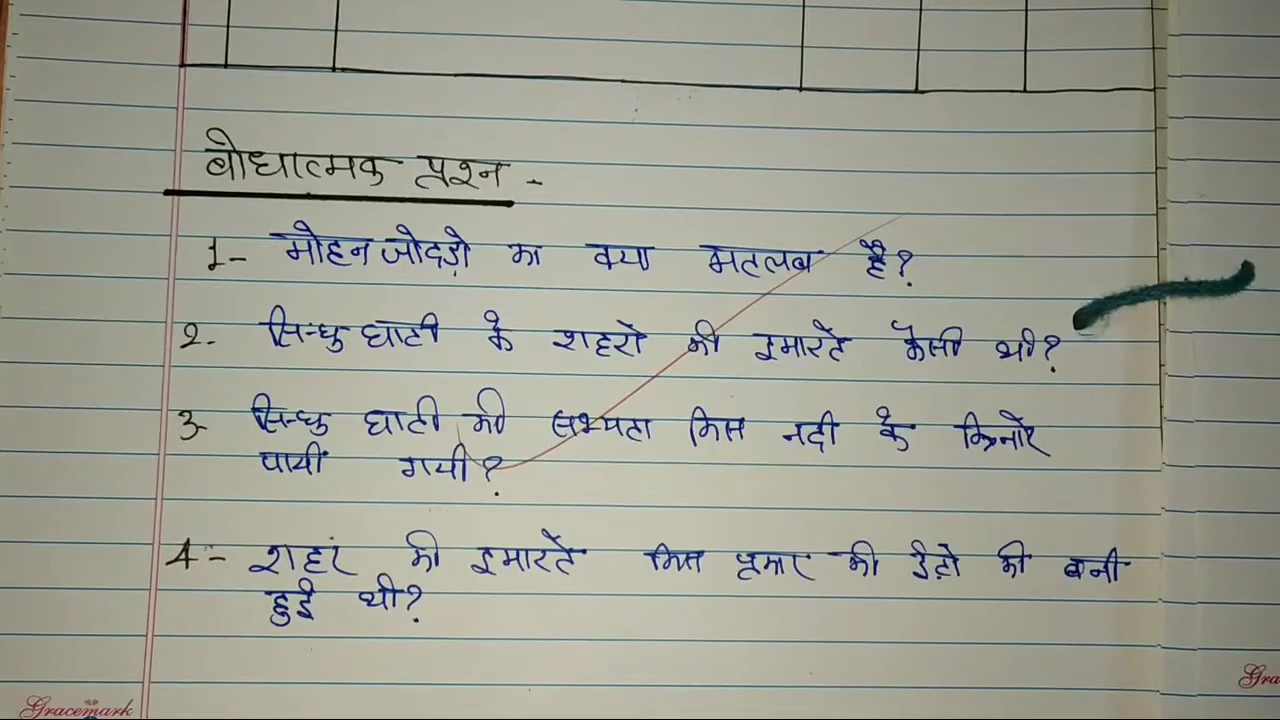 बोधात्मक प्रश्न -
1- मोहनजोदड़ो का क्या मतलब है?
2. सिन्धु घाटी के शहरो की इमारतें कैसी थी?
3- सिन्धु घाटी की सभ्यता किस नदी के किनारे
पायी गयी?
4- शहर की इमारतें किस प्रकार की ईंटो की बनी
हुई थी?
Gracemark
Gra